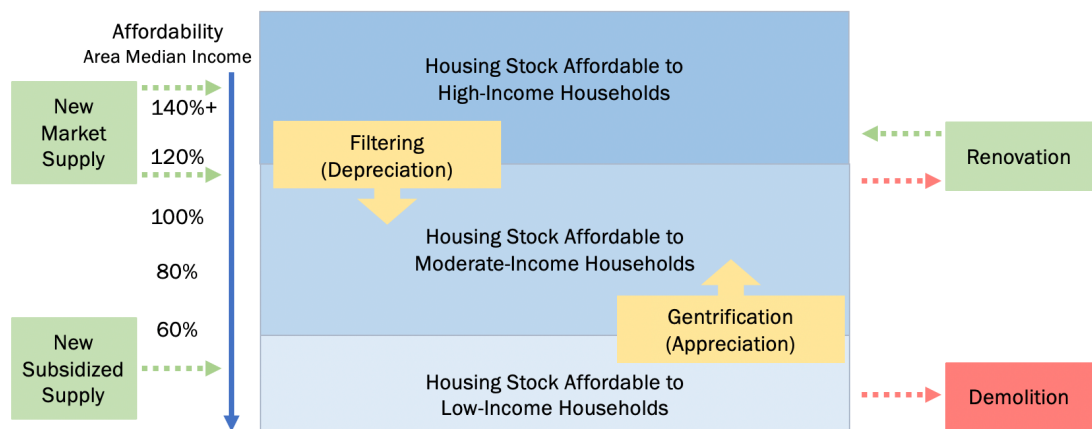 Affordability
Area Median Income
New
Market
Supply
140%+
120%
100%
80%
60%
New
Subsidized
Supply
Housing Stock Affordable to
High-Income Households
Filtering
(Depreciation)
Housing Stock Affordable to
Moderate-Income Households
Gentrification
(Appreciation)
Housing Stock Affordable to
Low-Income Households
Renovation
Demolition